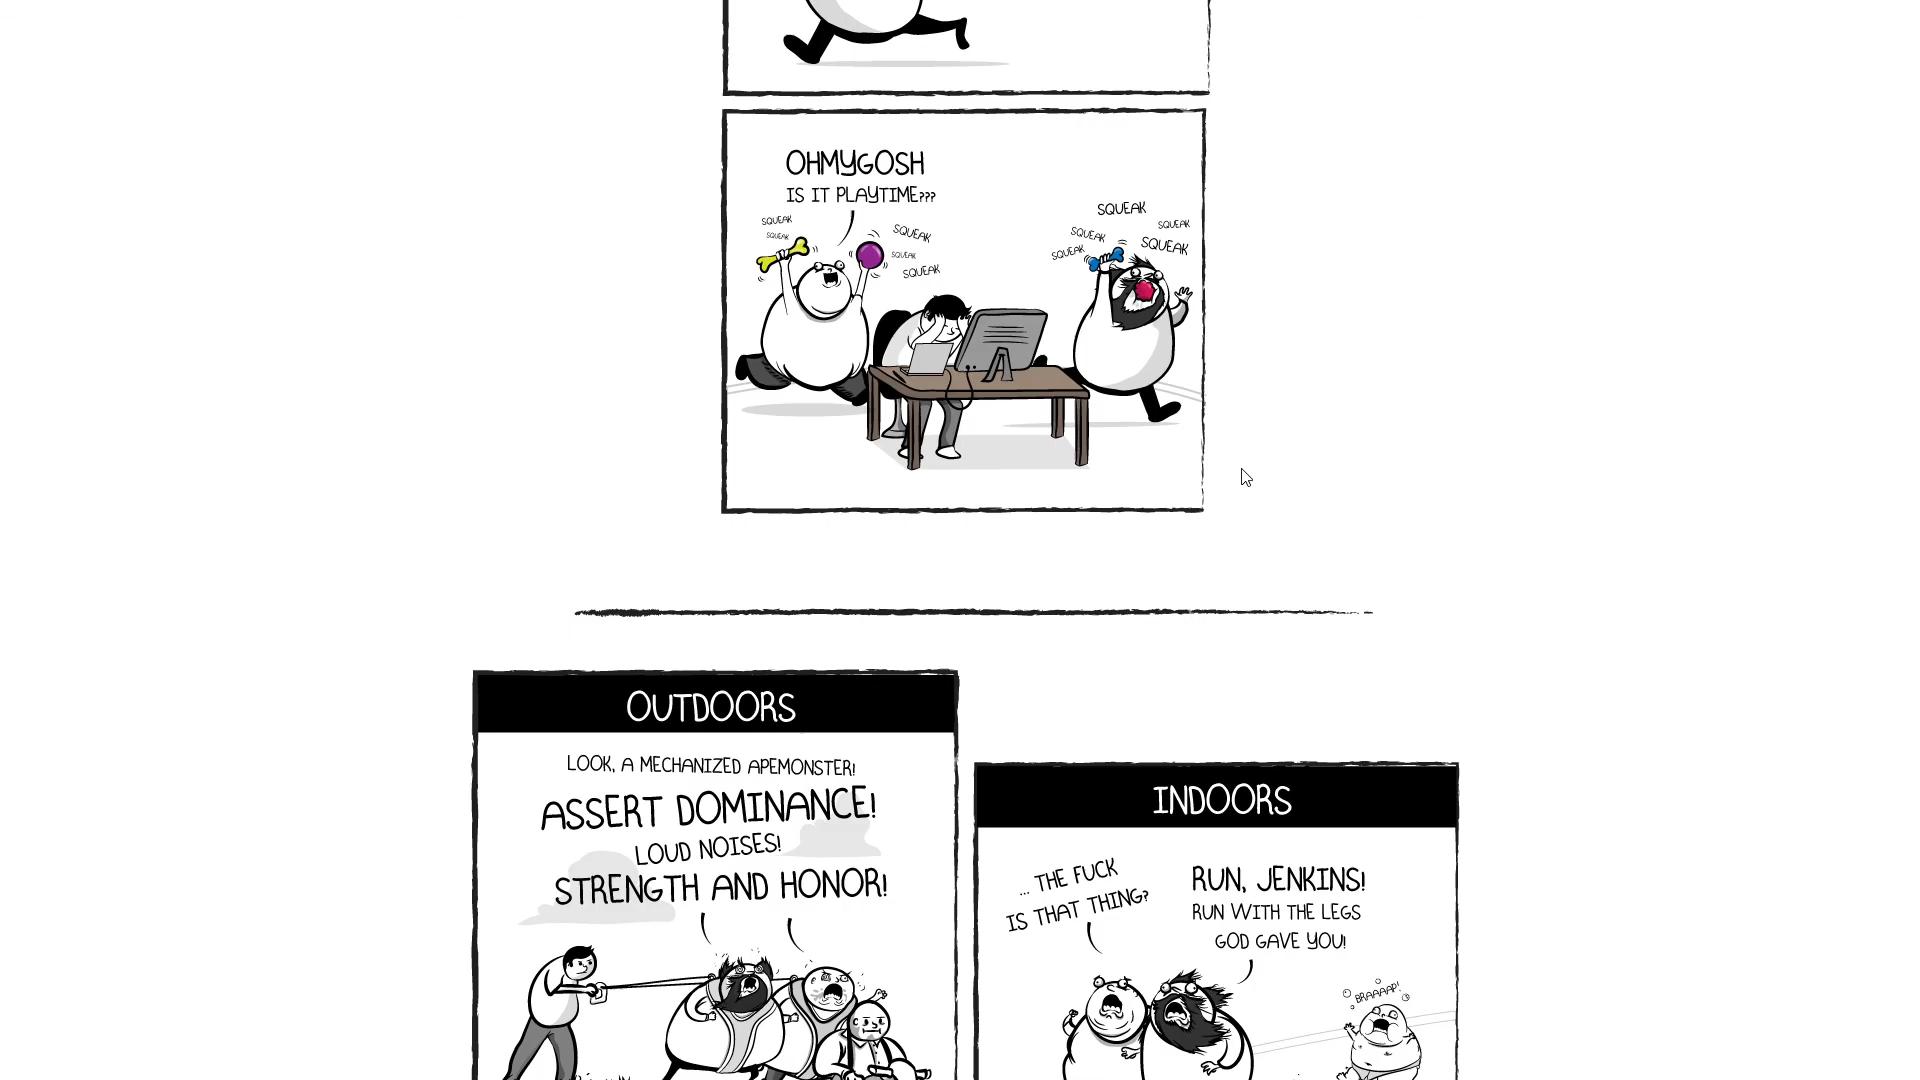 OHMYGOSH
IS IT PLAYTIME???
SQUEAK
SQUEAK
SQUEAK
SQUEAK
SQUEAK
SQUEAK
SQUEAK
SQUEAK
SQUEAK
SQUEAK
OUTDOORS
LOOK, A MECHANIZED APEMONSTER!
ASSERT DOMINANCE!
LOUD NOISES!
STRENGTH AND HONOR!
INDOORS
... THE FUCK
IS THAT THING?
RUN, JENKINS!
RUN WITH THE LEGS
GOD GAVE YOU!
BRAAAAP!